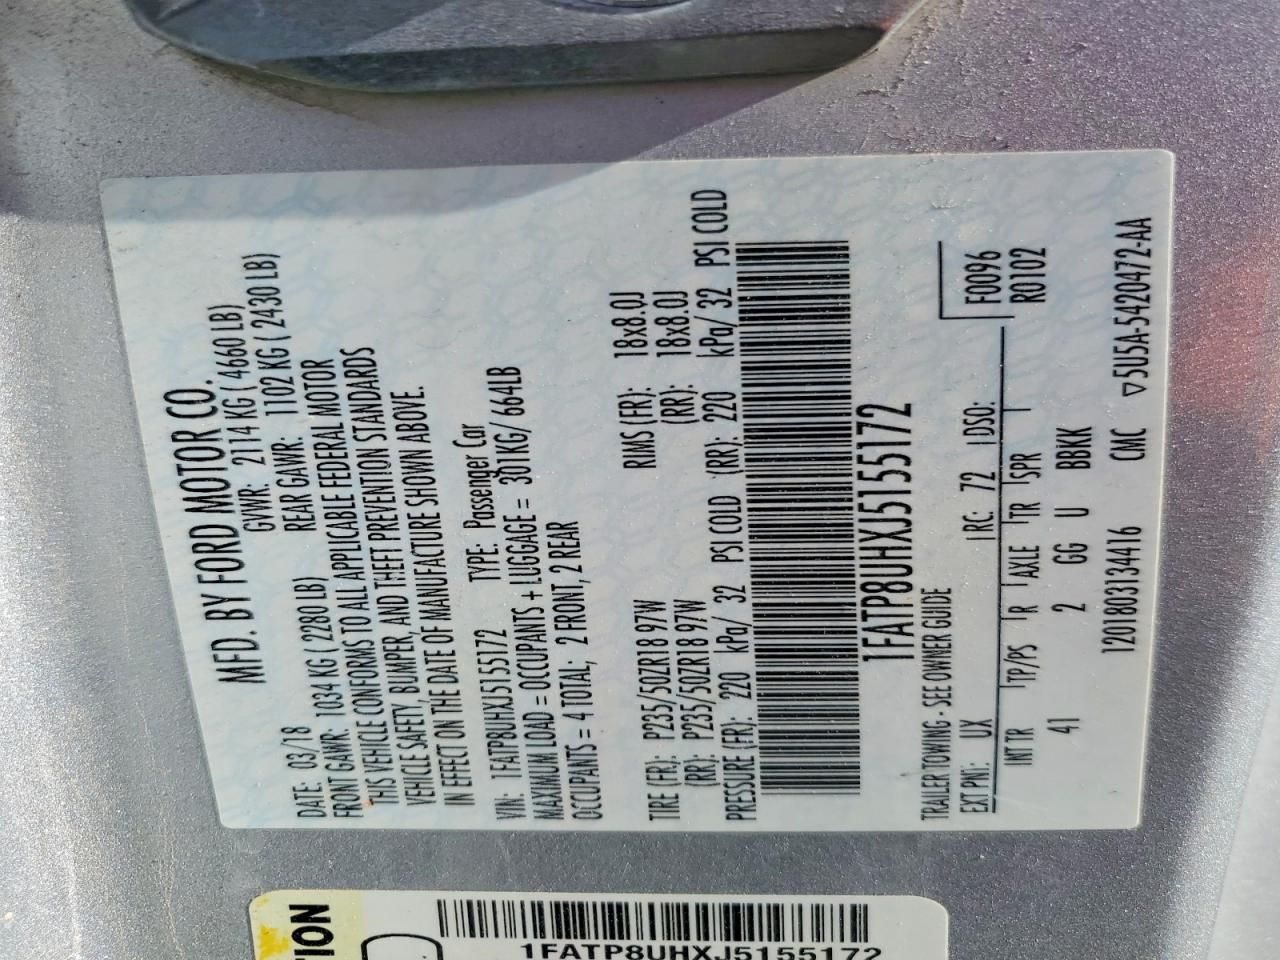 MFD. BY FORD MOTOR CO.
DATE: 03/18 GVWR: 2114 KG ( 4660 LB)
FRONT GAWR: 1034 KG ( 2280 LB) REAR GAWR: 1102 KG ( 2430 LB)
THIS VEHICLE CONFORMS TO ALL APPLICABLE FEDERAL MOTOR
VEHICLE SAFETY, BUMPER, AND THEFT PREVENTION STANDARDS
IN EFFECT ON THE DATE OF MANUFACTURE SHOWN ABOVE.
VIN: 1FATP8UHXJ5155172 TYPE: Passenger Car
MAXIMUM LOAD = OCCUPANTS + LUGGAGE = 301KG/ 664LB
OCCUPANTS = 4 TOTAL; 2 FRONT, 2 REAR
TIRE (FR): P235/50ZR18 97W RIMS (FR): 18x8.0J
(RR): P235/50ZR18 97W (RR): 18x8.0J
PRESSURE (FR): 220 kPa/ 32 PSI COLD (RR): 220 kPa/ 32 PSI COLD
1FATP8UHXJ5155172
TRAILER TOWING - SEE OWNER GUIDE
F0096
EXT PNT: UX RC: 72 DSO: R0102
INT TR TP/PS R AXLE TR SPR
41 2 GG U BBKK
120180313​4416 CMC ▽5U5A-5420472-AA
TION
1FATP8UHXJ5155172